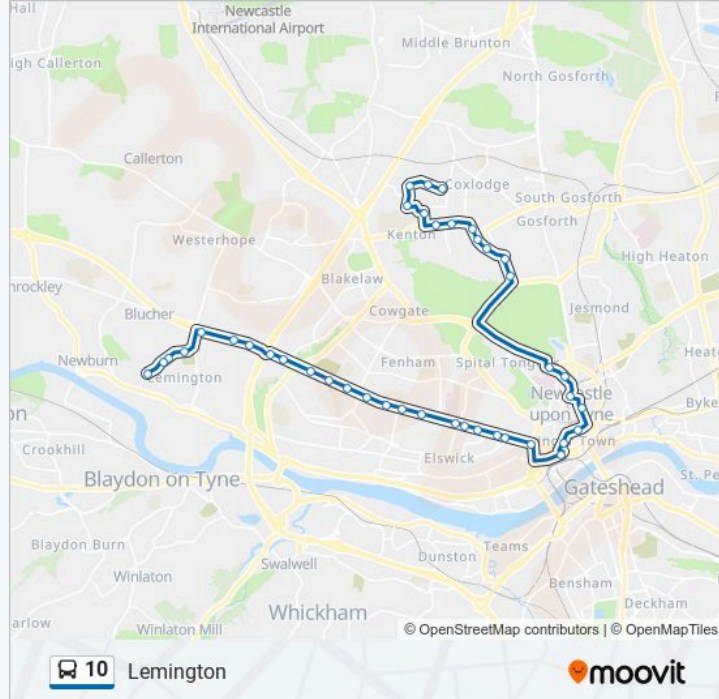 Hall
Newcastle
International Airport
Middle Brunton
igh Callerton
North Gosforth
Callerton
Coxlodge
South Gosforth
Gosforth
Kenton
Westerhope
High Heaton
Blakelaw
hrockley
Blucher
Cowgate
Jesmond
Newburn
Fenham
Spital Tong
Heato
Lemington
Newcastle
upon Tyne
Byke
on
Crookhill
Elswick
Town
Blaydon on Tyne
Gateshead
St. Pe
Blaydon Burn
Teams
Swalwell
Dunston
Winlaton
Bensham
Whickham
Deckham
arlow
Winlaton Mill
© OpenStreetMap contributors | © OpenMapTiles
10 Lemington
moovit